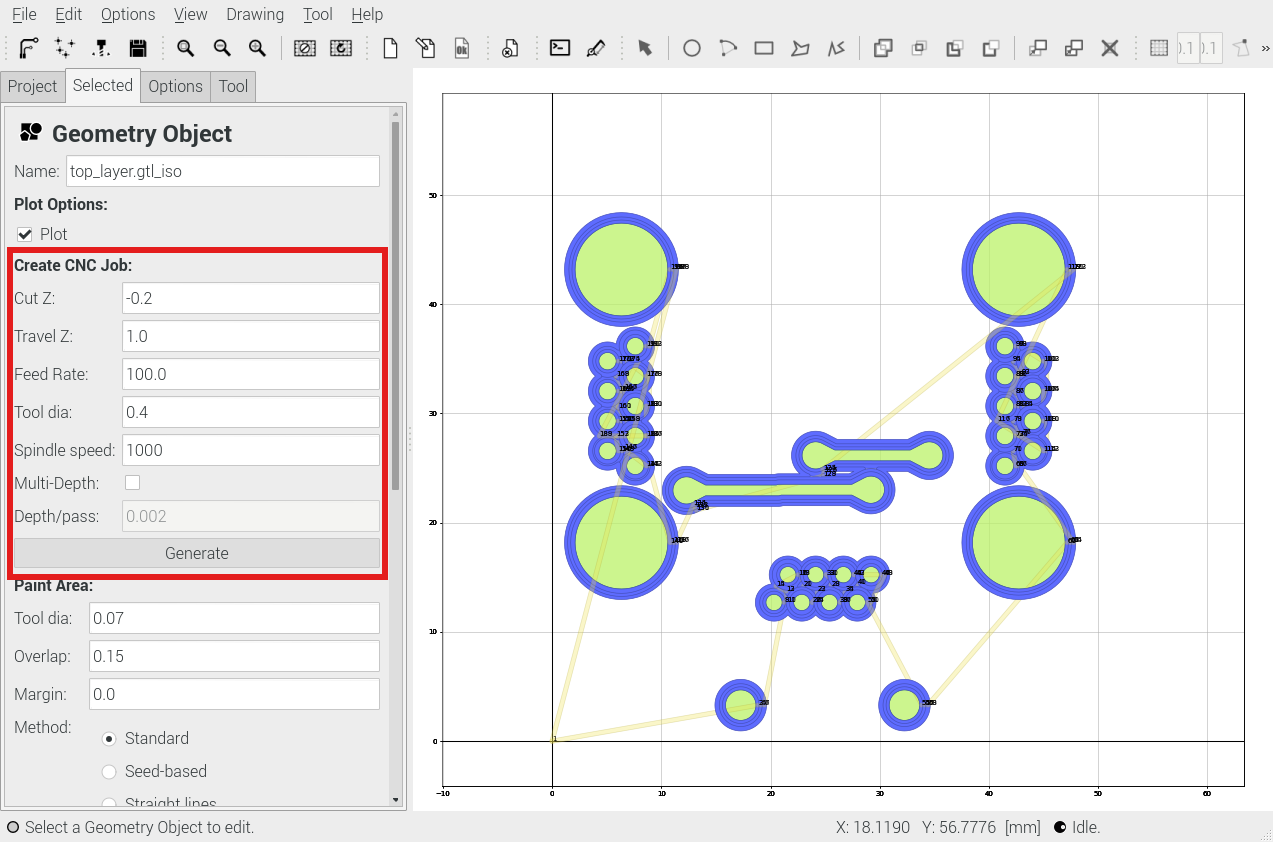 File Edit Options View Drawing Tool Help
Project Selected Options Tool
Geometry Object
Name: top_layer.gtl_iso
Plot Options:
Plot
Create CNC Job:
Cut Z: -0.2
Travel Z: 1.0
Feed Rate: 100.0
Tool dia: 0.4
Spindle speed: 1000
Multi-Depth:
Depth/pass: 0.002
Generate
Paint Area:
Tool dia: 0.07
Overlap: 0.15
Margin: 0.0
Method:
Standard
Seed-based
Straight lines
50
40
30
20
10
0
−10 0 10 20 30 40 50 60
Select a Geometry Object to edit. X: 18.1190 Y: 56.7776 [mm] Idle.